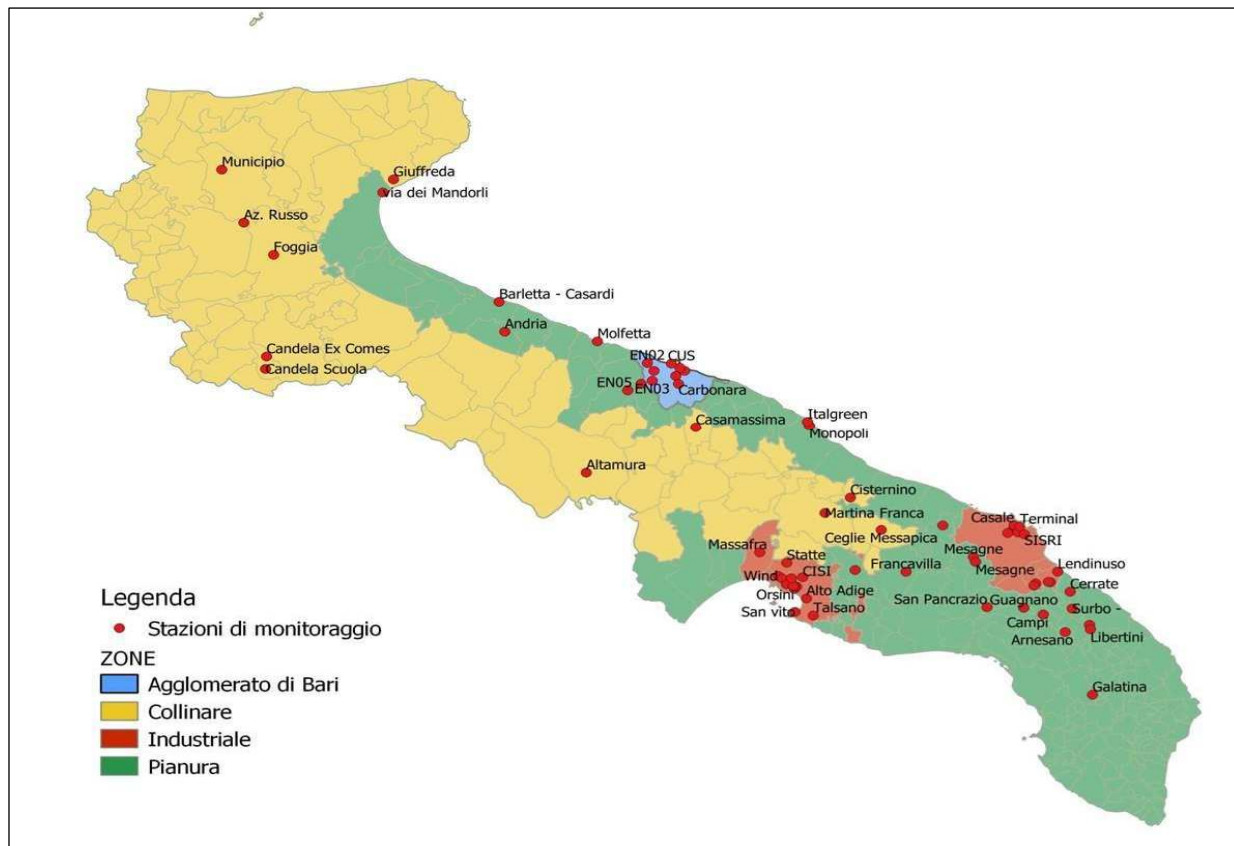 Municipio
Giuffreda
via dei Mandorli
Az. Russo
Foggia
Barletta - Casardi
Andria
Molfetta
Candela Ex Comes
Candela Scuola
EN02 CUS
EN05 EN03 Carbonara
Casamassima
Italgreen
Monopoli
Altamura
Cisternino
Martina Franca
Casale Terminal
SISRI
Ceglie Messapica
Massafra
Statte
Mesagne
Mesagne
Lendinuso
Wind
CISI
Francavilla
Cerrate
Orsini
Alto Adige
San Pancrazio Guagnano
Surbo -
San vito
Talsano
Campi
Arnesano
Libertini
Galatina
Legenda
Stazioni di monitoraggio
ZONE
Agglomerato di Bari
Collinare
Industriale
Pianura